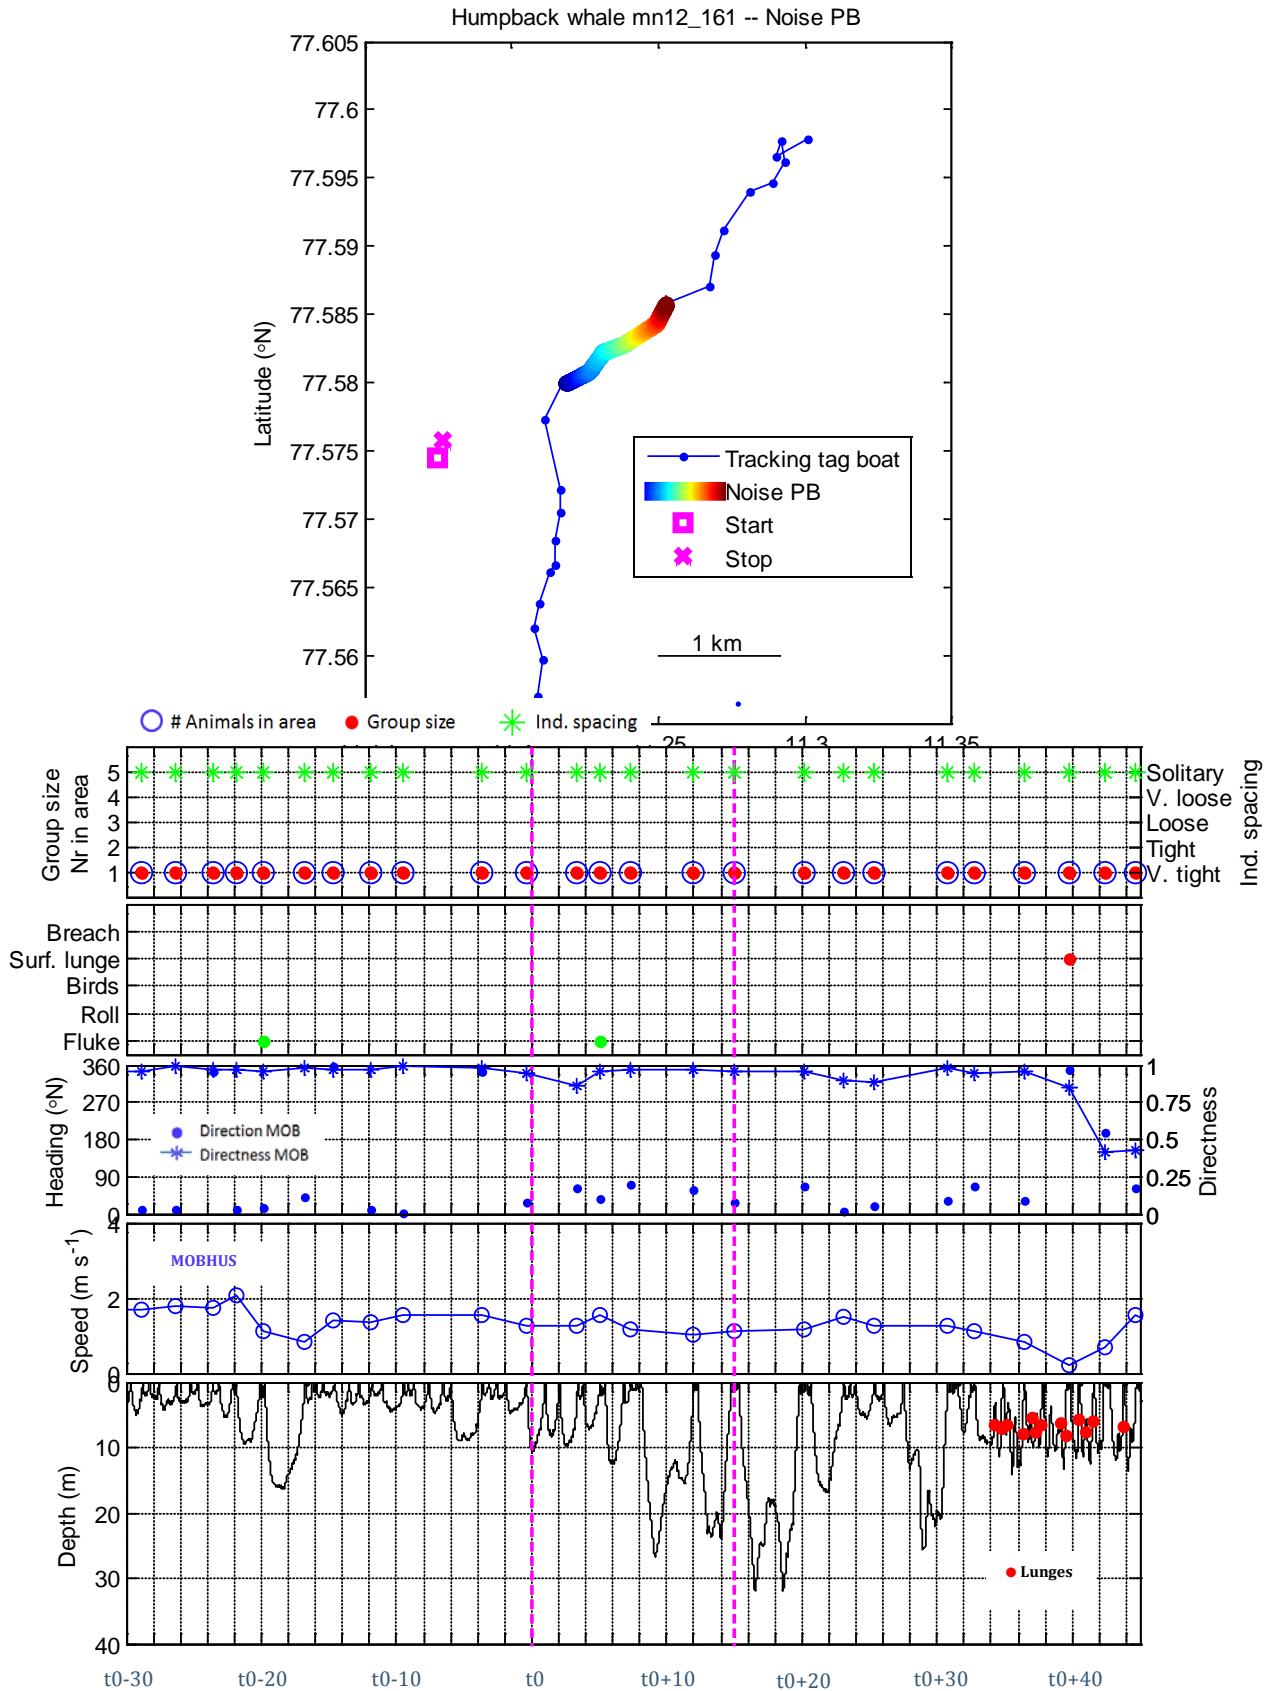 Humpback whale mn12_161 -- Noise PB
77.605
77.6
77.595
77.59
77.585
77.58
77.575
77.57
77.565
77.56
Latitude (°N)
Tracking tag boat
Noise PB
Start
Stop
1 km
# Animals in area
Group size
Ind. spacing
25
11.3
11.35
Group size
Nr in area
5
4
3
2
1
Solitary
V. loose
Loose
Tight
V. tight
Ind. spacing
Breach
Surf. lunge
Birds
Roll
Fluke
Heading (°N)
360
270
180
90
0
Direction MOB
Directness MOB
1
0.75
0.5
0.25
0
Directness
Speed (m s-1)
4
2
0
MOBHUS
Depth (m)
0
10
20
30
40
Lunges
t0-30
t0-20
t0-10
t0
t0+10
t0+20
t0+30
t0+40